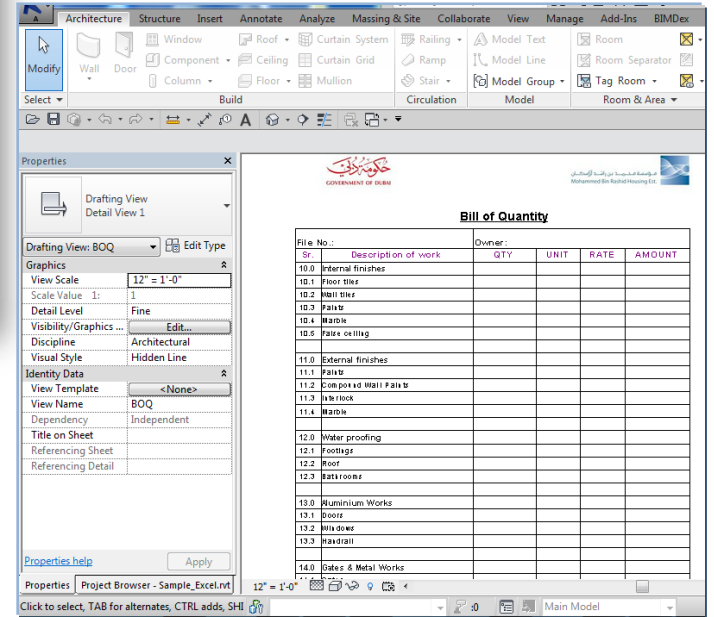 Architecture Structure Insert Annotate Analyze Massing & Site Collaborate View Manage Add-Ins BIMDex
Modify Wall Door Window Component Column Roof Ceiling Floor Curtain System Curtain Grid Mullion Railing Ramp Stair Model Text Model Line Model Group Room Room Separator Tag Room
Select Build Circulation Model Room & Area
Properties
Drafting View
Detail View 1
Drafting View: BOQ Edit Type
Graphics
View Scale 12" = 1'-0"
Scale Value 1: 1
Detail Level Fine
Visibility/Graphics ... Edit...
Discipline Architectural
Visual Style Hidden Line
Identity Data
View Template <None>
View Name BOQ
Dependency Independent
Title on Sheet
Referencing Sheet
Referencing Detail
Properties help Apply
Properties Project Browser - Sample_Excel.rvt
حكومة دبي
GOVERNMENT OF DUBAI
Mohammed Bin Rashid Housing Est.
Bill of Quantity
File No.: Owner:
Sr. Description of work QTY UNIT RATE AMOUNT
10.0 Internal finishes
10.1 Floor tiles
10.2 Wall tiles
10.3 Paints
10.4 Marble
10.5 False ceiling
11.0 External finishes
11.1 Paints
11.2 Compound Wall Paints
11.3 Interlock
11.4 Marble
12.0 Water proofing
12.1 Footings
12.2 Roof
12.3 Bathrooms
13.0 Aluminium Works
13.1 Doors
13.2 Windows
13.3 Handrail
14.0 Gates & Metal Works
12" = 1'-0"
Click to select, TAB for alternates, CTRL adds, SHI :0 Main Model